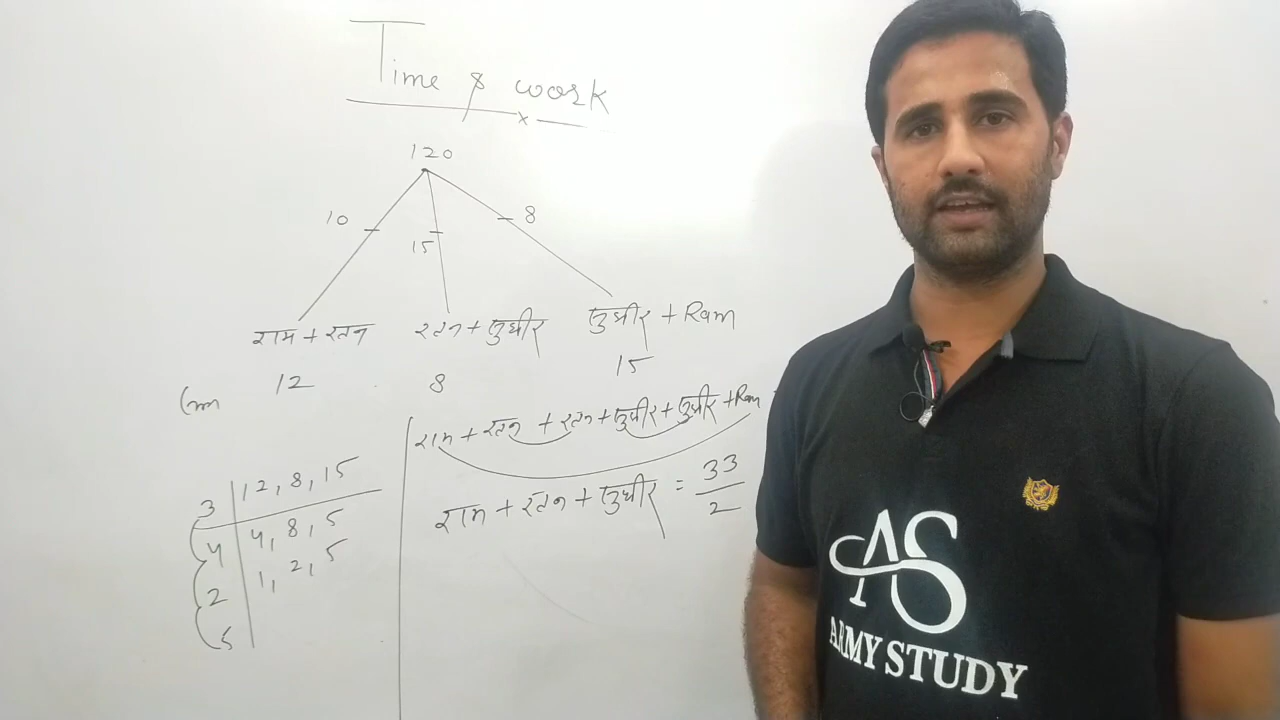 Time & work
120
10
15
8
राम + रतन
रतन + सुधीर
सुधीर + Ram
12
8
15
3 | 12, 8, 15
4 | 4, 8, 5
2 | 1, 2, 5
5
राम + रतन + रतन + सुधीर + सुधीर + Ram
राम + रतन + सुधीर = 33/2
AS
ARMY STUDY